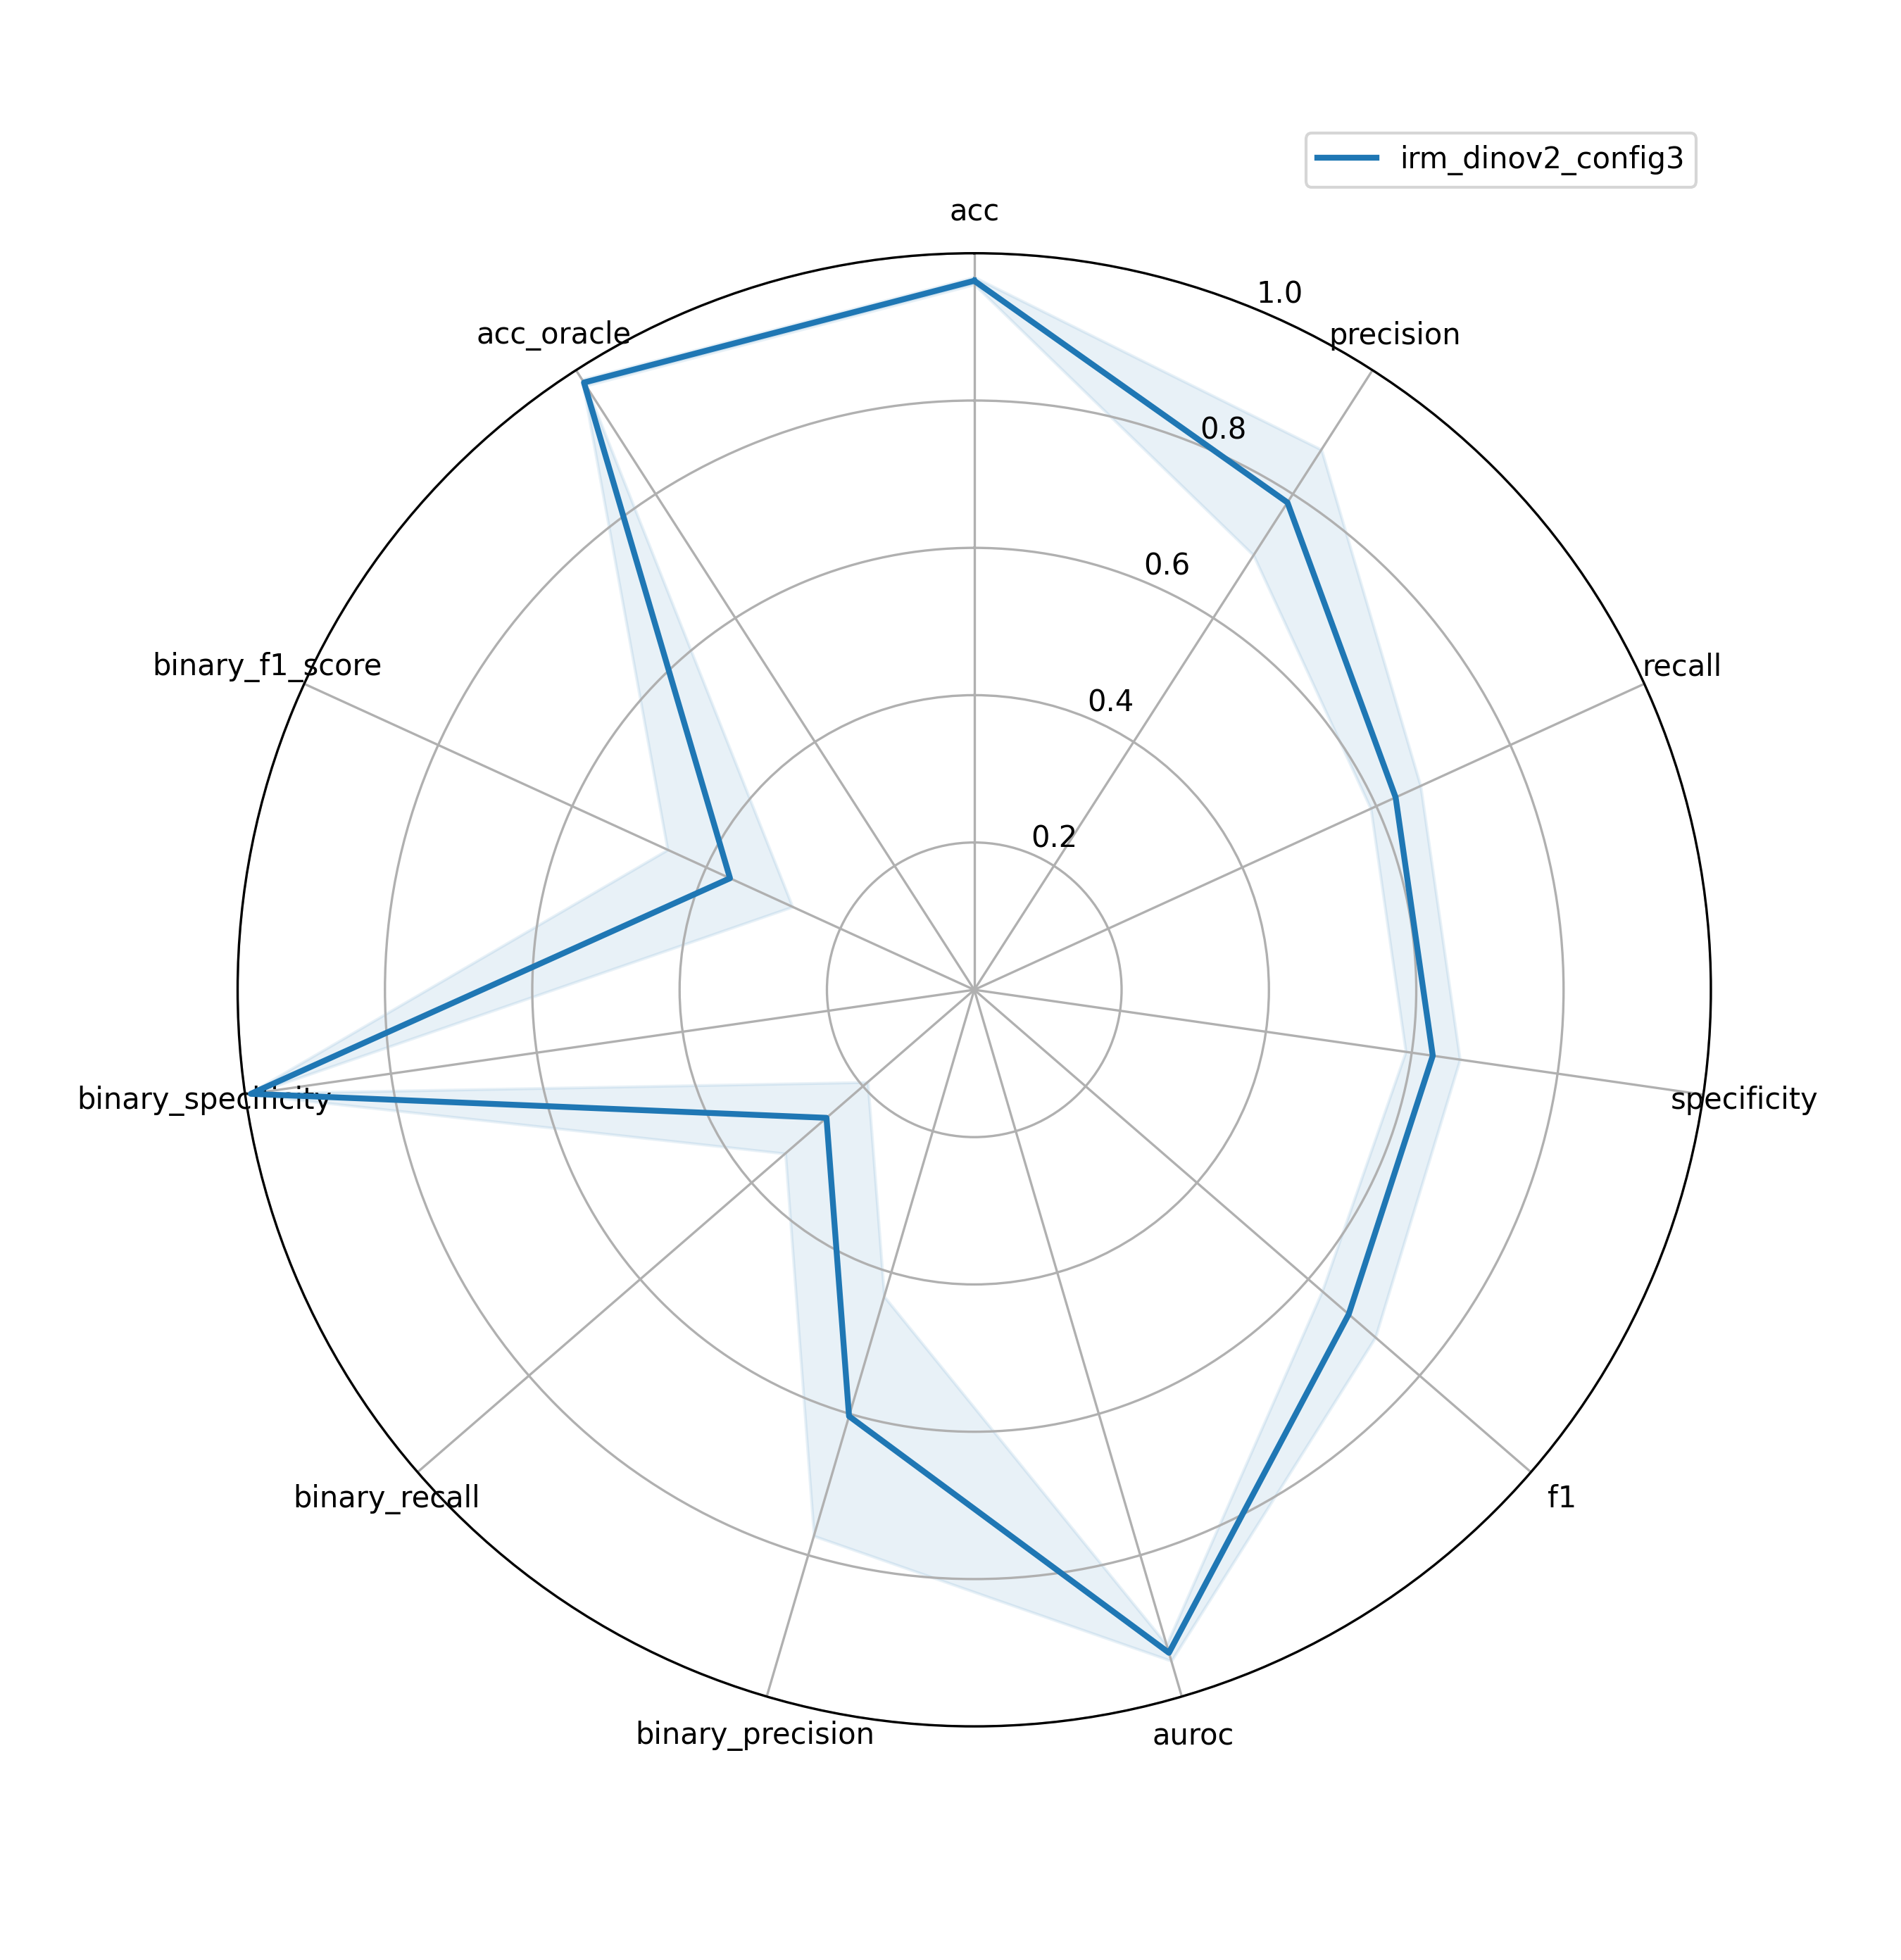 irm_dinov2_config3
acc
1.0
acc_oracle
precision
0.8
0.6
binary_f1_score
recall
0.4
0.2
binary_specificity
specificity
binary_recall
f1
binary_precision
auroc